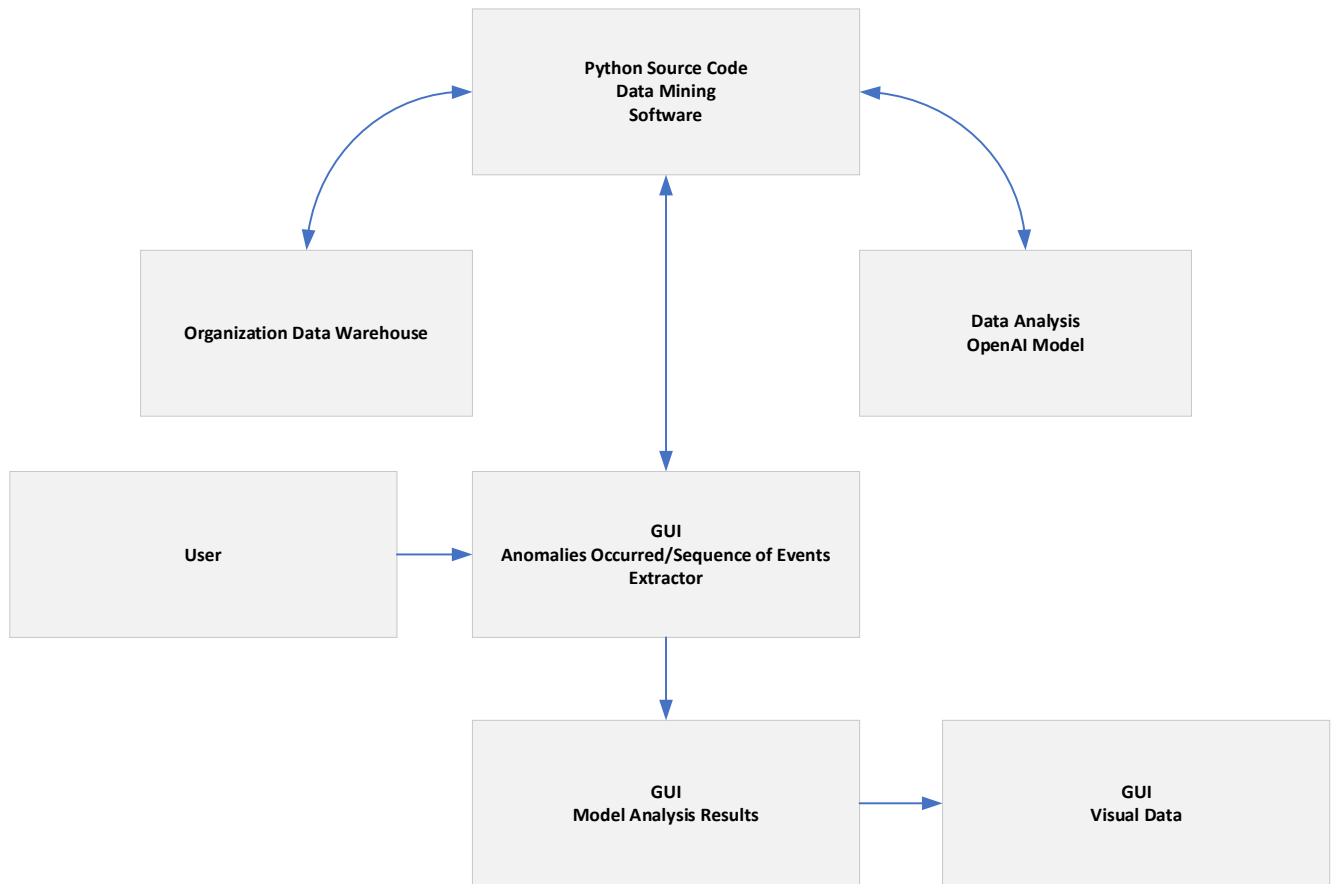 Python Source Code
Data Mining
Software
Organization Data Warehouse
Data Analysis
OpenAI Model
User
GUI
Anomalies Occurred/Sequence of Events
Extractor
GUI
Model Analysis Results
GUI
Visual Data